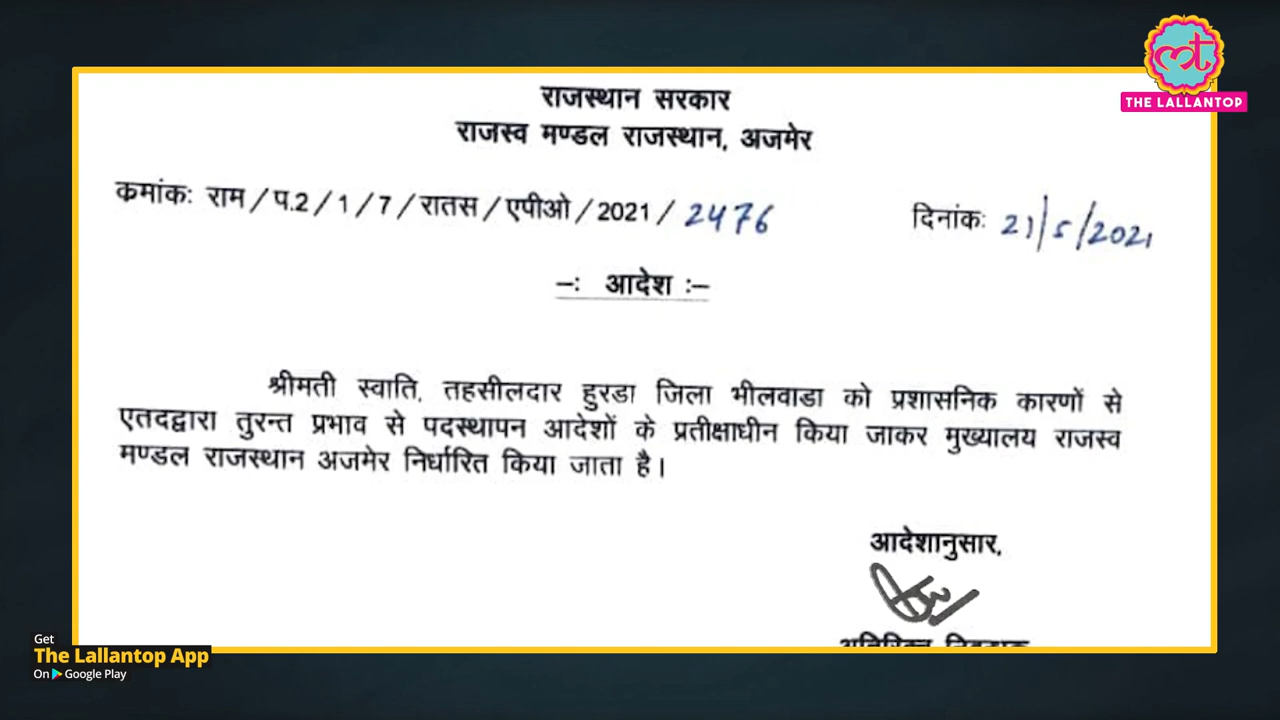 THE LALLANTOP
राजस्थान सरकार
राजस्व मण्डल राजस्थान, अजमेर
कमांकः राम / प.2 / 1 / 7 / रातस / एपीओ / 2021 / 2476
दिनांकः 21/5/2021
–: आदेश :–
श्रीमती स्वाति, तहसीलदार हुरडा जिला भीलवाडा को प्रशासनिक कारणों से
एतदद्वारा तुरन्त प्रभाव से पदस्थापन आदेशों के प्रतीक्षाधीन किया जाकर मुख्यालय राजस्व
मण्डल राजस्थान अजमेर निर्धारित किया जाता है।
आदेशानुसार,
Get
The Lallantop App
On Google Play